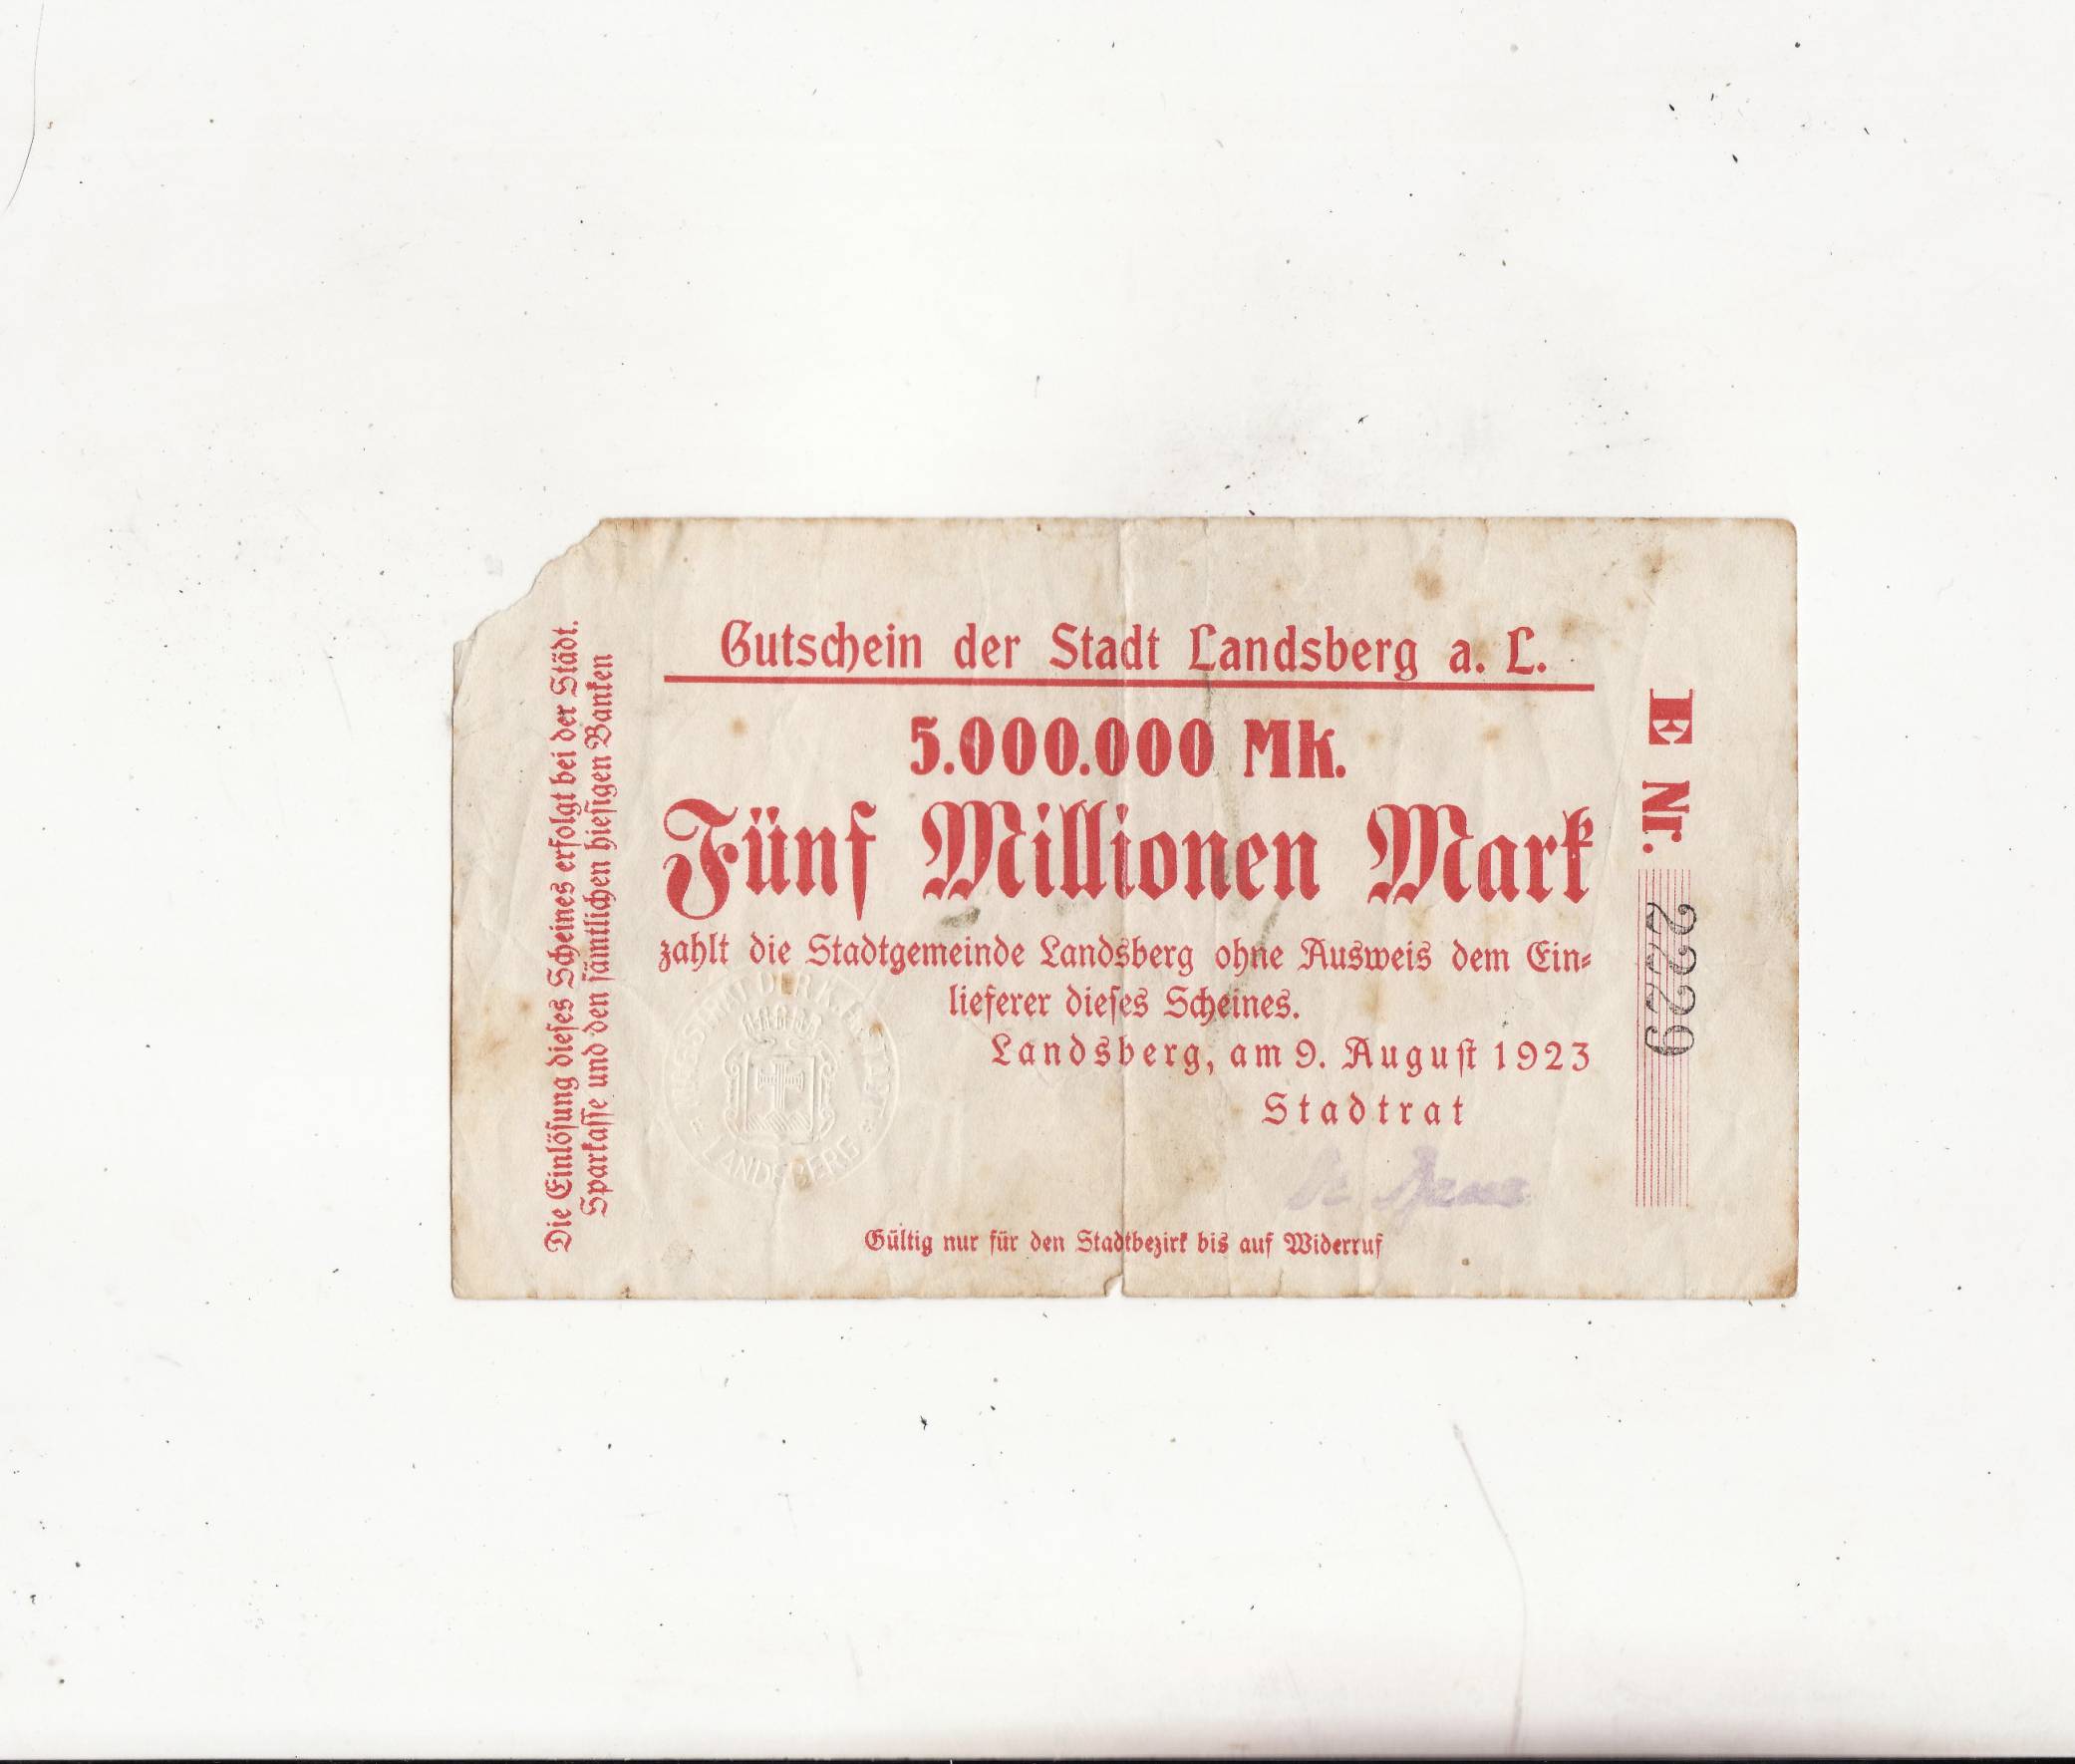 Gutschein der Stadt Landsberg a. L.
5.000.000 Mk.
Fünf Millionen Mark
zahlt die Stadtgemeinde Landsberg ohne Ausweis dem Ein-
lieferer dieses Scheines.
Landsberg, am 9. August 1923
Stadtrat
Gültig nur für den Stadtbezirk bis auf Widerruf
Die Einlösung dieses Scheines erfolgt bei der Städt.
Sparkasse und den sämtlichen hiesigen Banken
E Nr. 2229
LANDSBERG